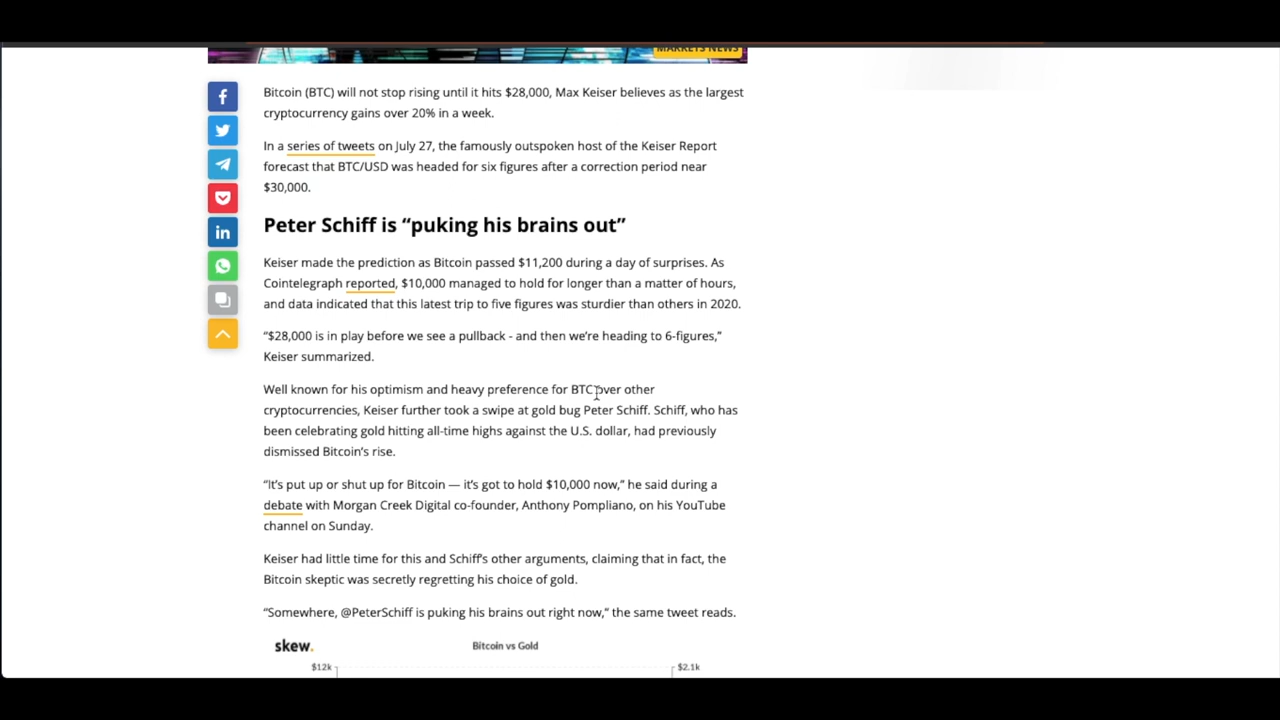 MARKETS NEWS
Bitcoin (BTC) will not stop rising until it hits $28,000, Max Keiser believes as the largest
cryptocurrency gains over 20% in a week.
In a series of tweets on July 27, the famously outspoken host of the Keiser Report
forecast that BTC/USD was headed for six figures after a correction period near
$30,000.
Peter Schiff is “puking his brains out”
Keiser made the prediction as Bitcoin passed $11,200 during a day of surprises. As
Cointelegraph reported, $10,000 managed to hold for longer than a matter of hours,
and data indicated that this latest trip to five figures was sturdier than others in 2020.
“$28,000 is in play before we see a pullback - and then we’re heading to 6-figures,”
Keiser summarized.
Well known for his optimism and heavy preference for BTC over other
cryptocurrencies, Keiser further took a swipe at gold bug Peter Schiff. Schiff, who has
been celebrating gold hitting all-time highs against the U.S. dollar, had previously
dismissed Bitcoin’s rise.
“It’s put up or shut up for Bitcoin — it’s got to hold $10,000 now,” he said during a
debate with Morgan Creek Digital co-founder, Anthony Pompliano, on his YouTube
channel on Sunday.
Keiser had little time for this and Schiff’s other arguments, claiming that in fact, the
Bitcoin skeptic was secretly regretting his choice of gold.
“Somewhere, @PeterSchiff is puking his brains out right now,” the same tweet reads.
skew.
Bitcoin vs Gold
$12k
$2.1k